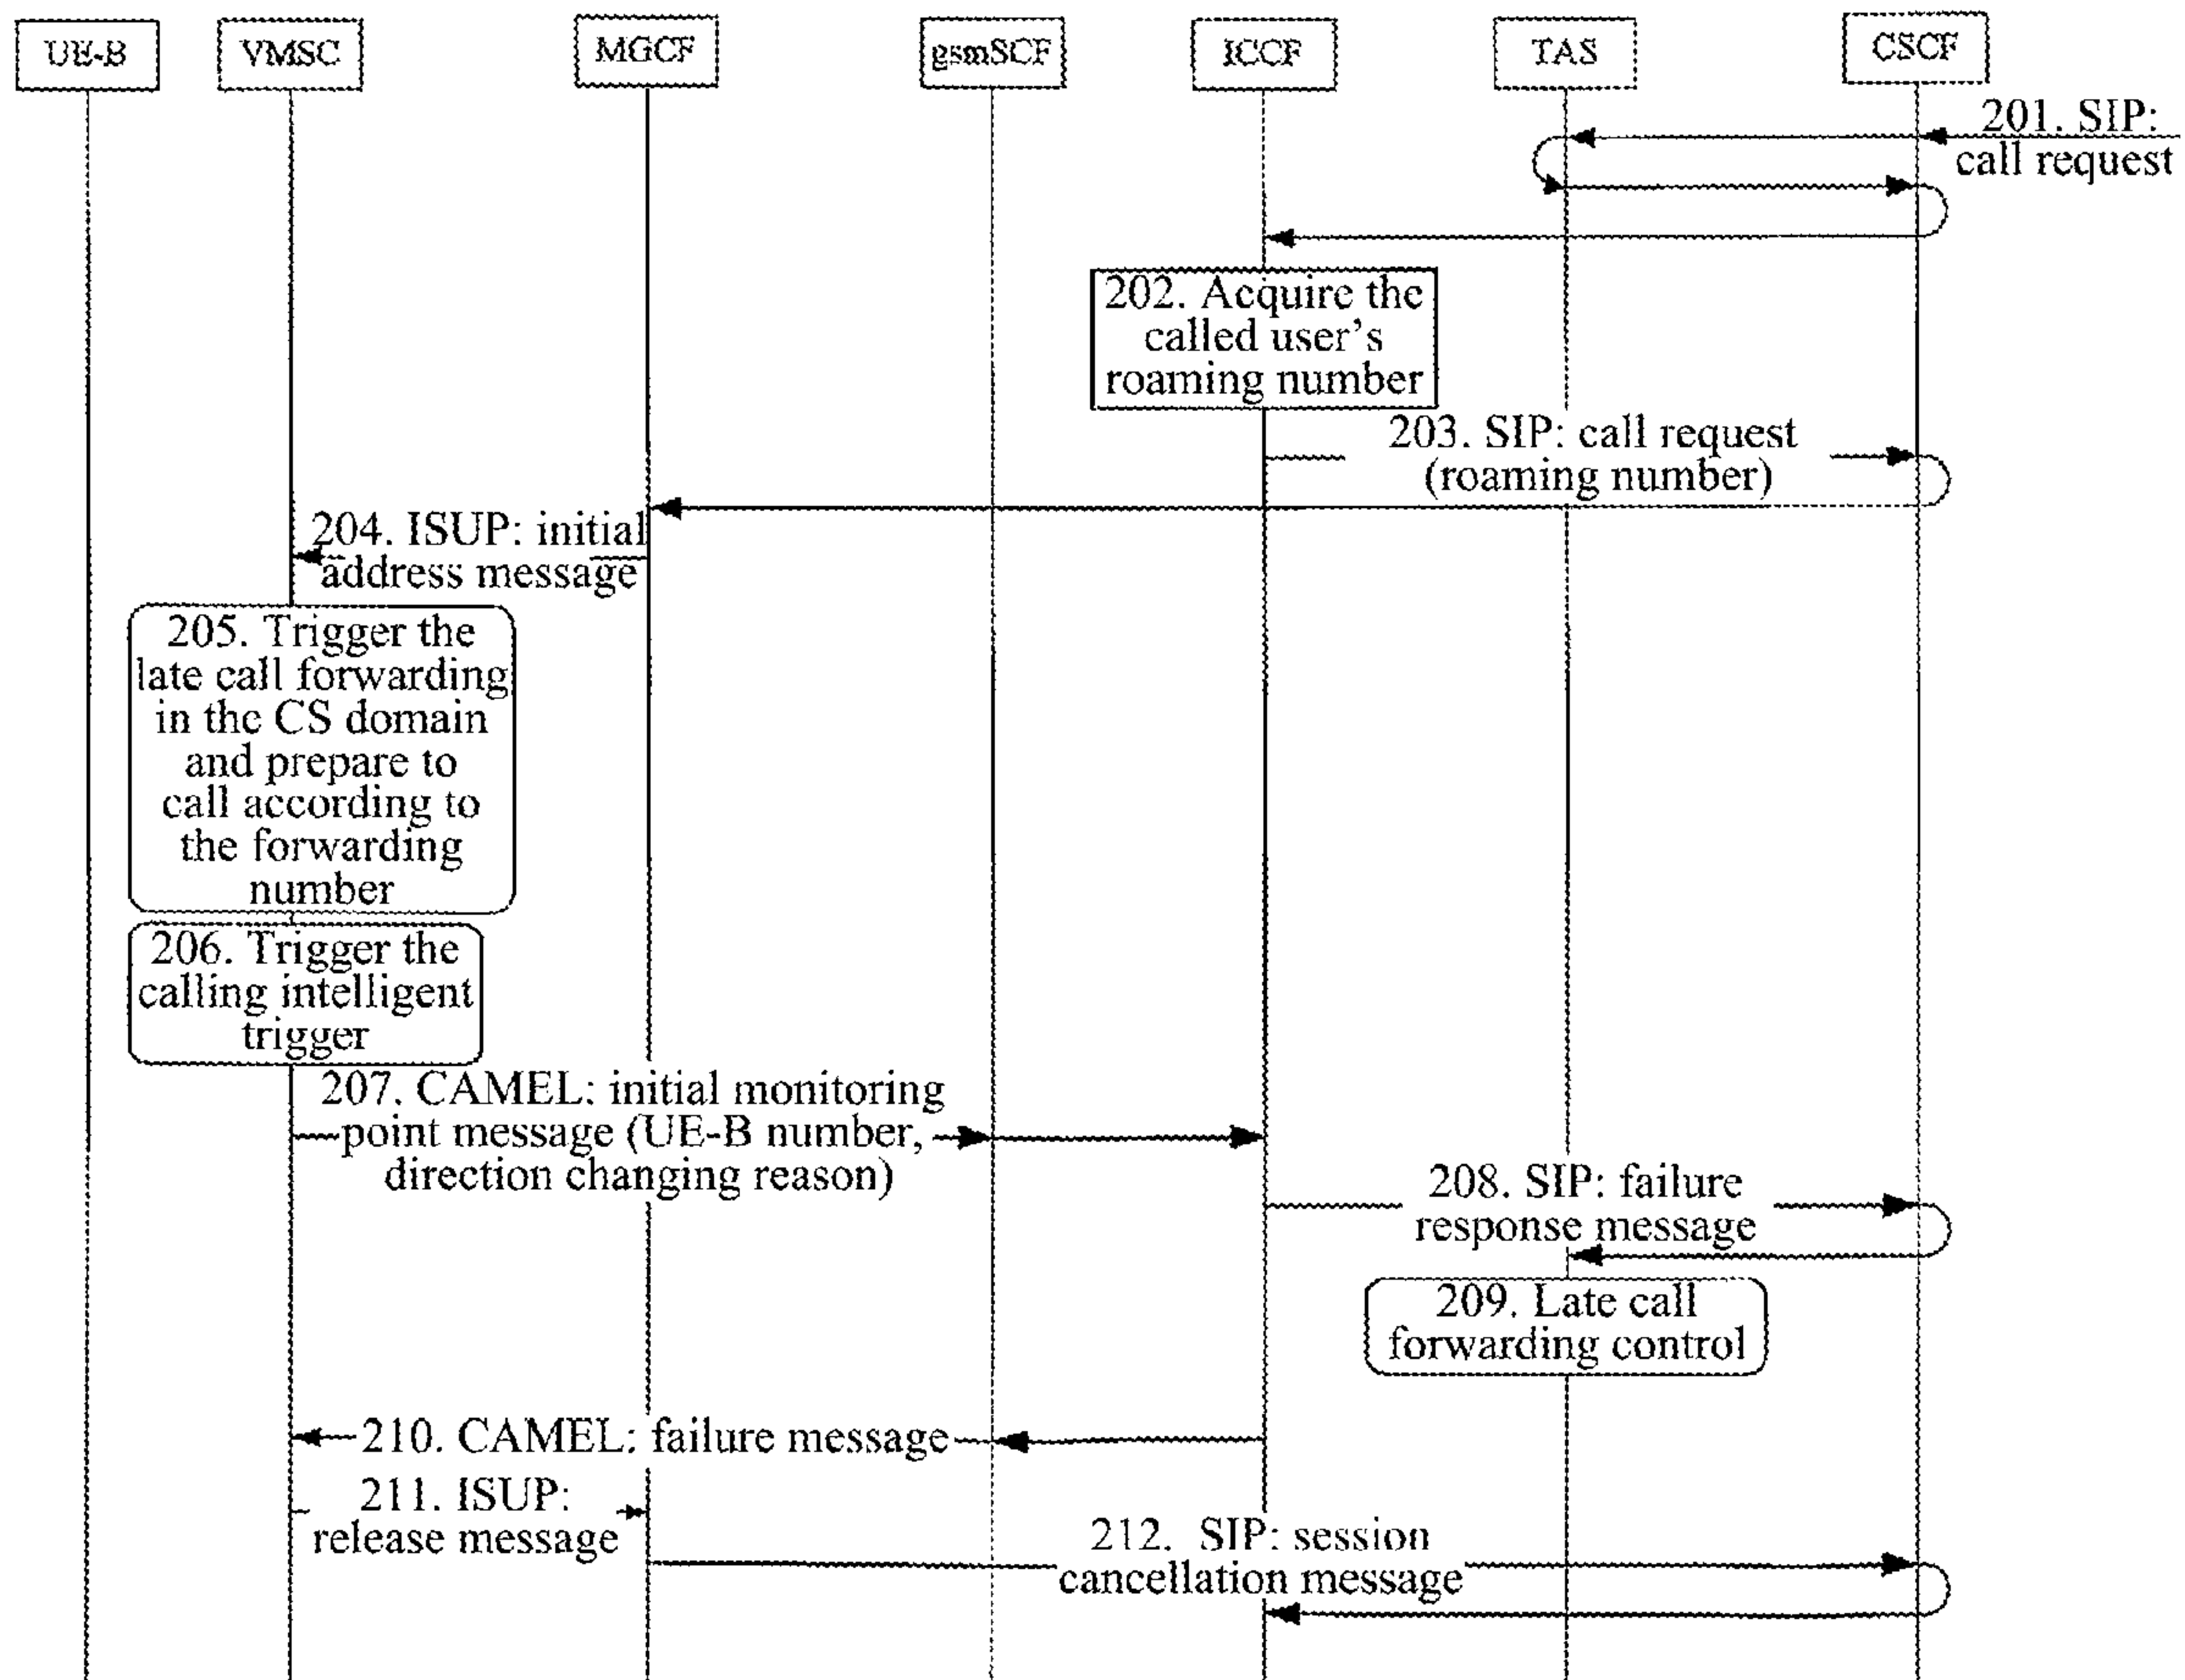 UE-B VMSC MGCF gsmSCF ICCF TAS CSCF
201. SIP:
call request
202. Acquire the
called user's
roaming number
203. SIP: call request
(roaming number)
204. ISUP: initial
address message
205. Trigger the
late call forwarding
in the CS domain
and prepare to
call according to
the forwarding
number
206. Trigger the
calling intelligent
trigger
207. CAMEL: initial monitoring
point message (UE-B number,
direction changing reason)
208. SIP: failure
response message
209. Late call
forwarding control
210. CAMEL: failure message
211. ISUP:
release message
212. SIP: session
cancellation message